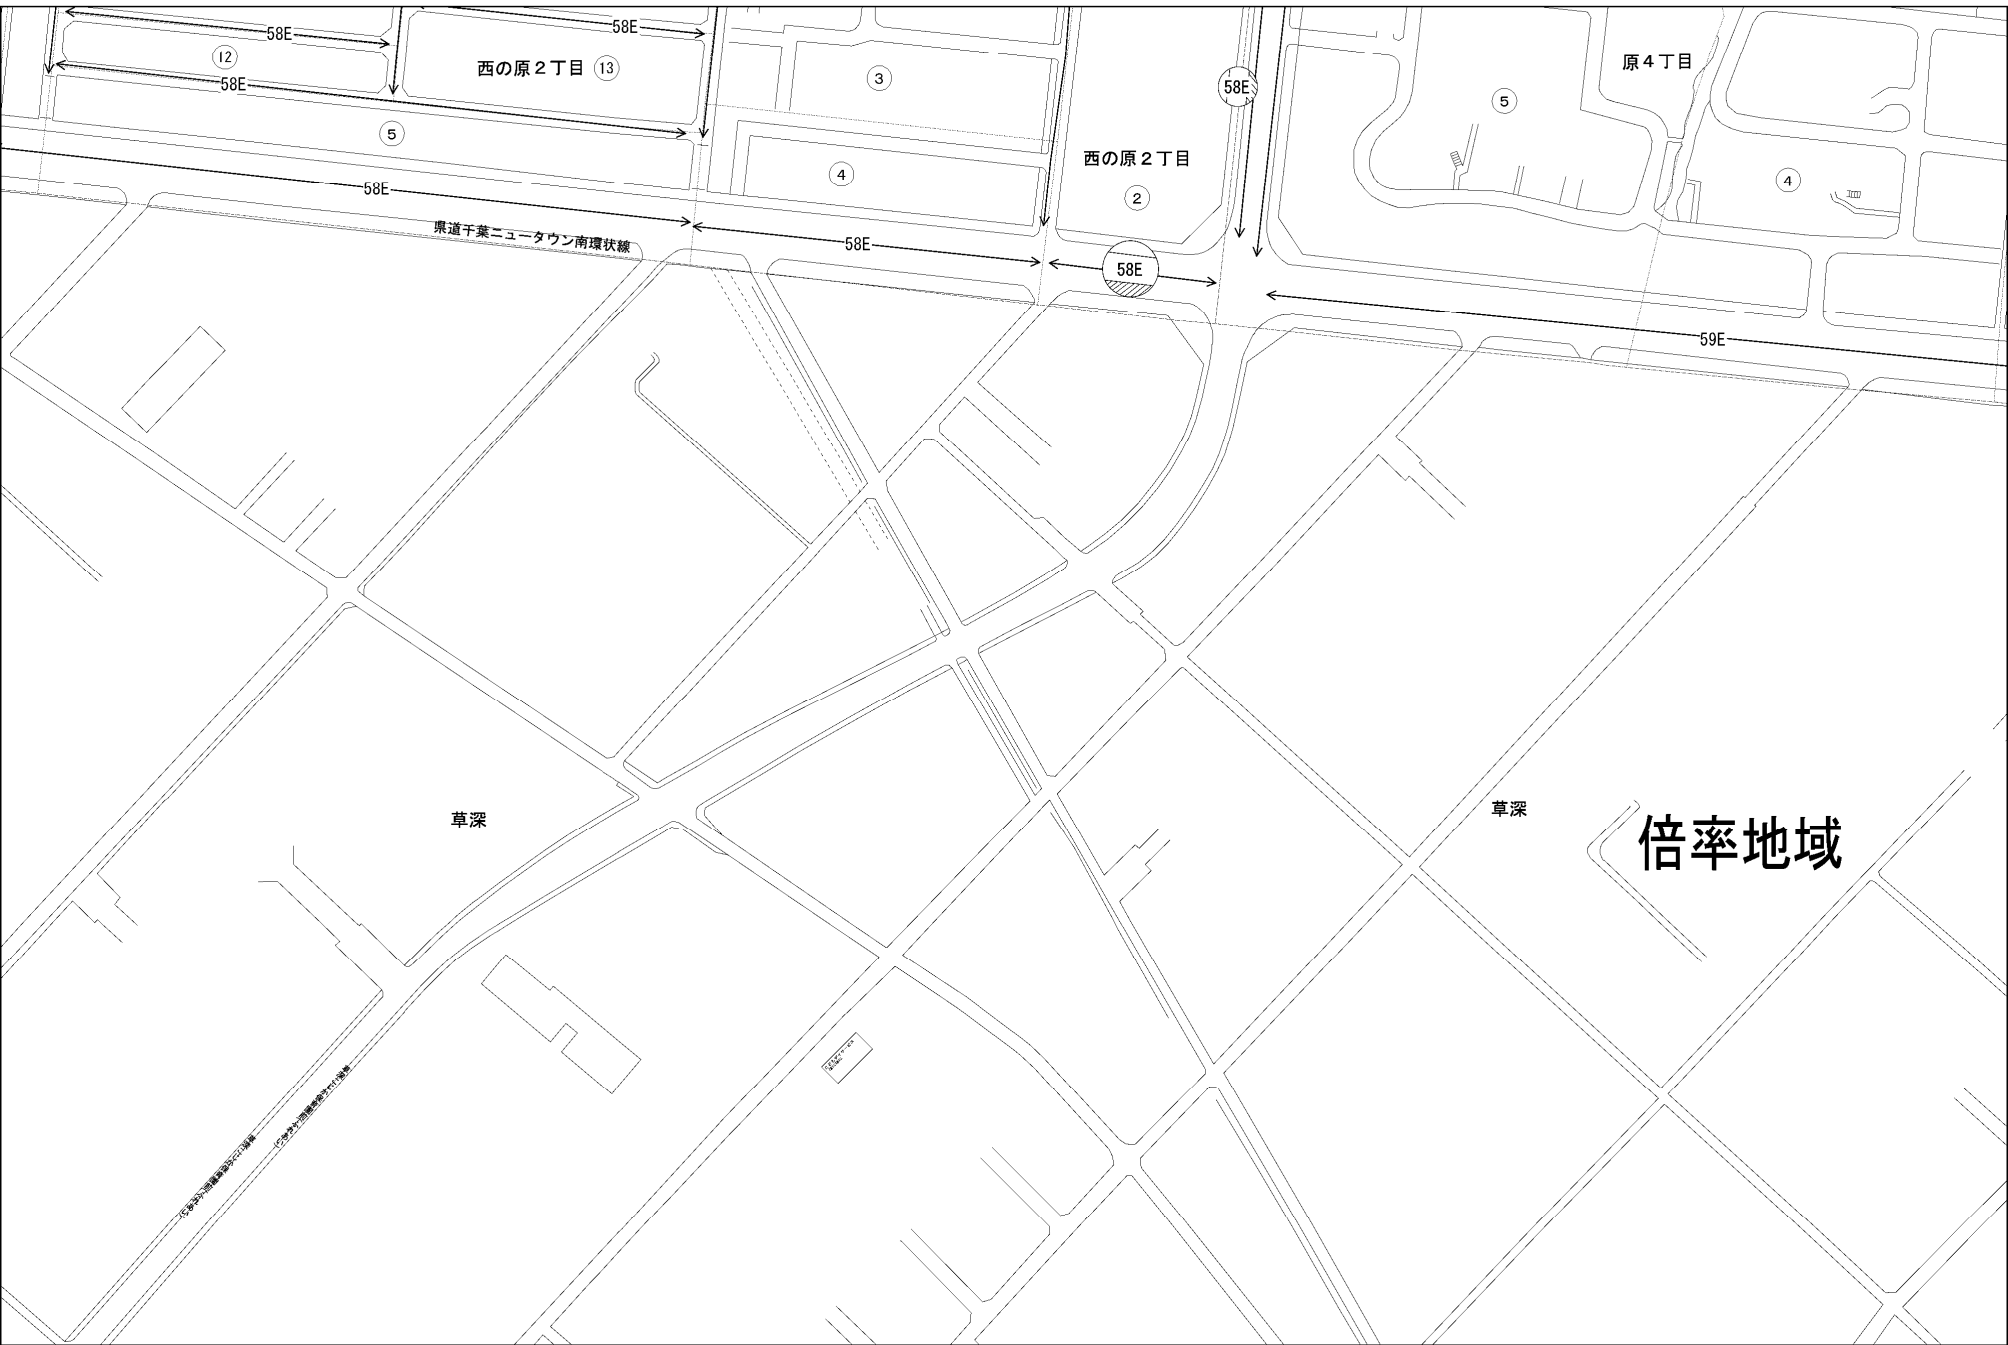 58E
58E
⑫
西の原２丁目 ⑬
58E
⑤
③
58E
原４丁目
⑤
西の原２丁目
②
④
④
58E
県道千葉ニュータウン南環状線
58E
58E
59E
草深
草深
倍率地域